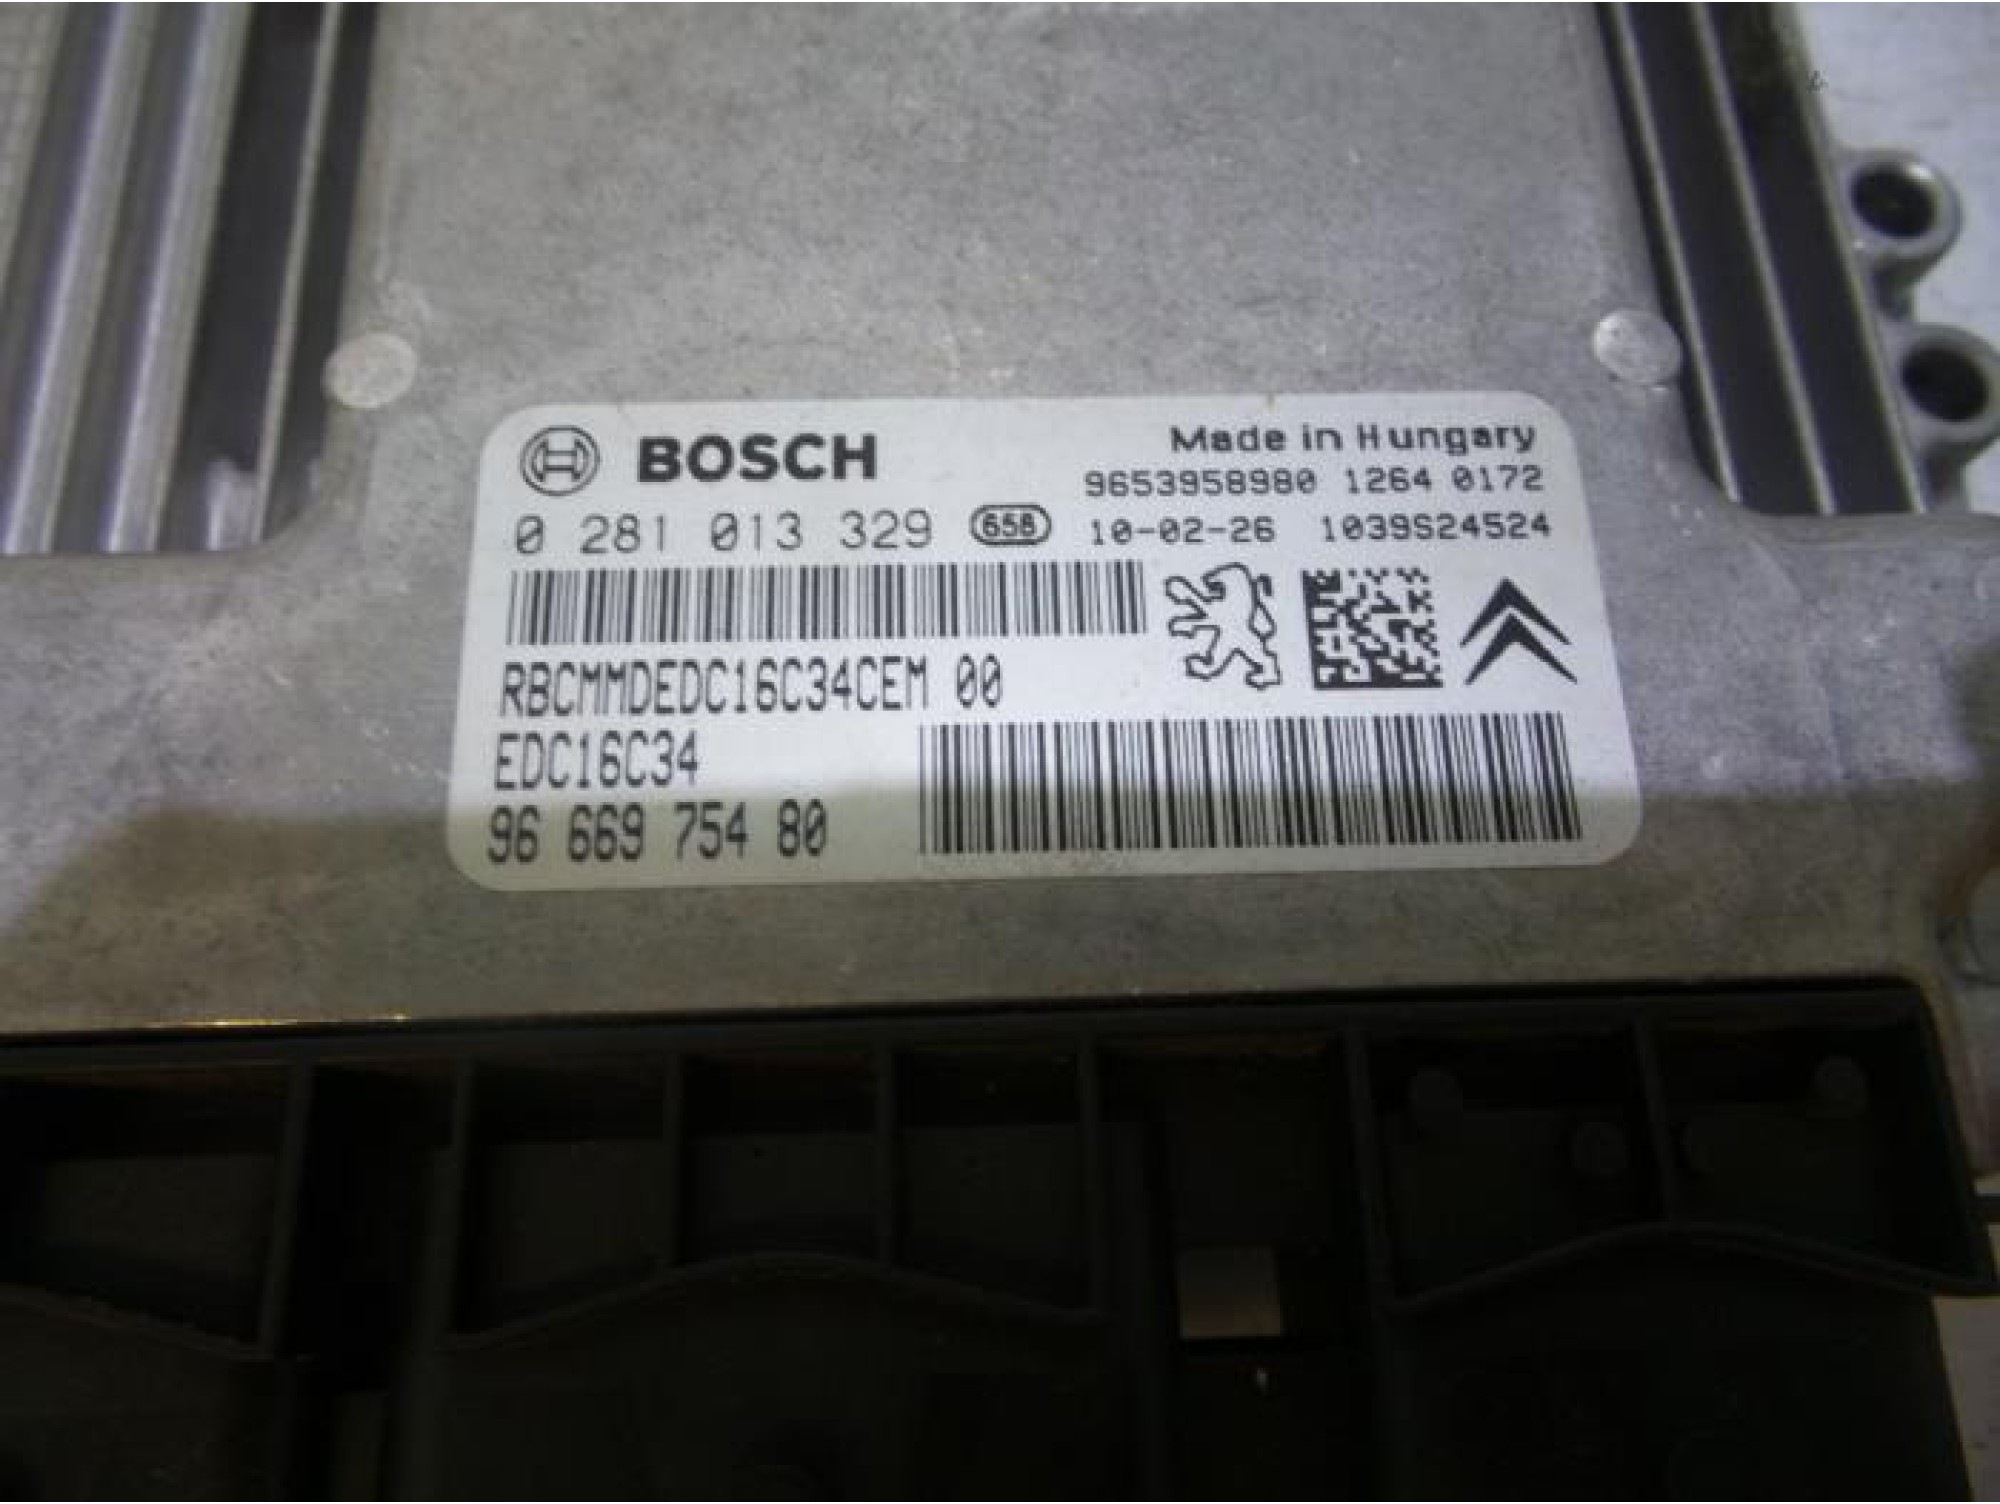 BOSCH
Made in Hungary
9653958980 1264 0172
0 281 013 329 658 10-02-26 1039S24524
RBCMMDEDC16C34CEM 00
EDC16C34
96 669 754 80